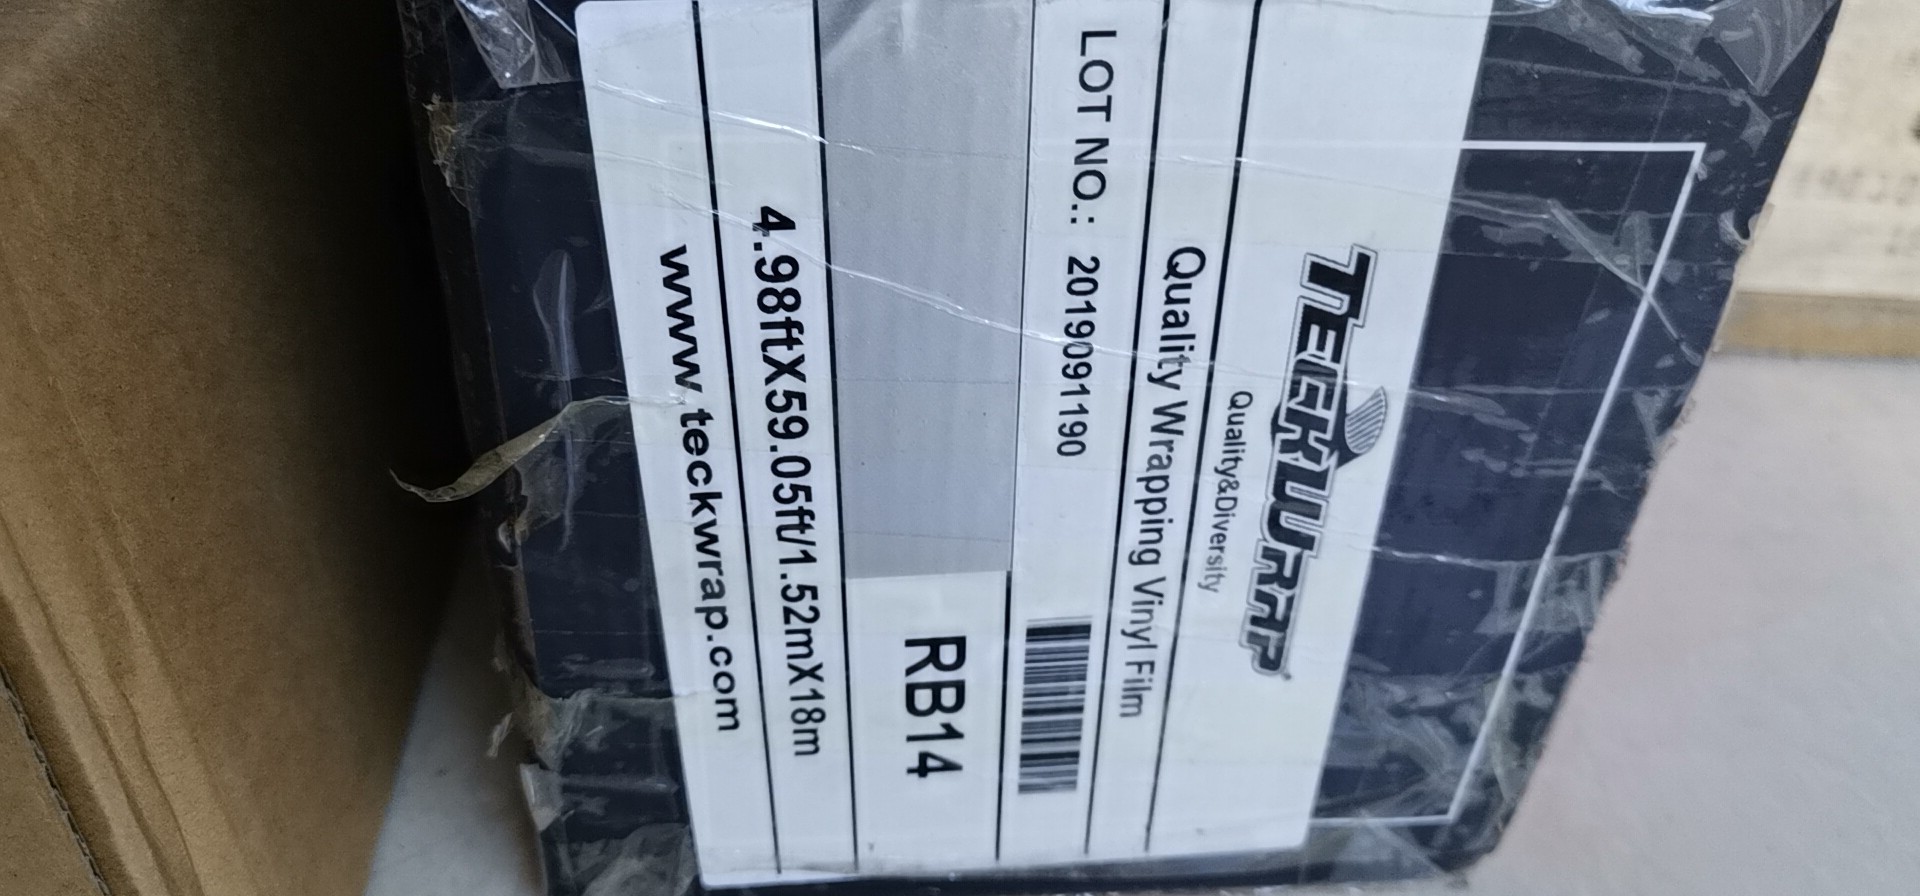 TECKWRAP
Quality&Diversity
Quality Wrapping Vinyl Film
LOT NO.: 2019091190
RB14
4.98ftX59.05ft/1.52mX18m
www.teckwrap.com